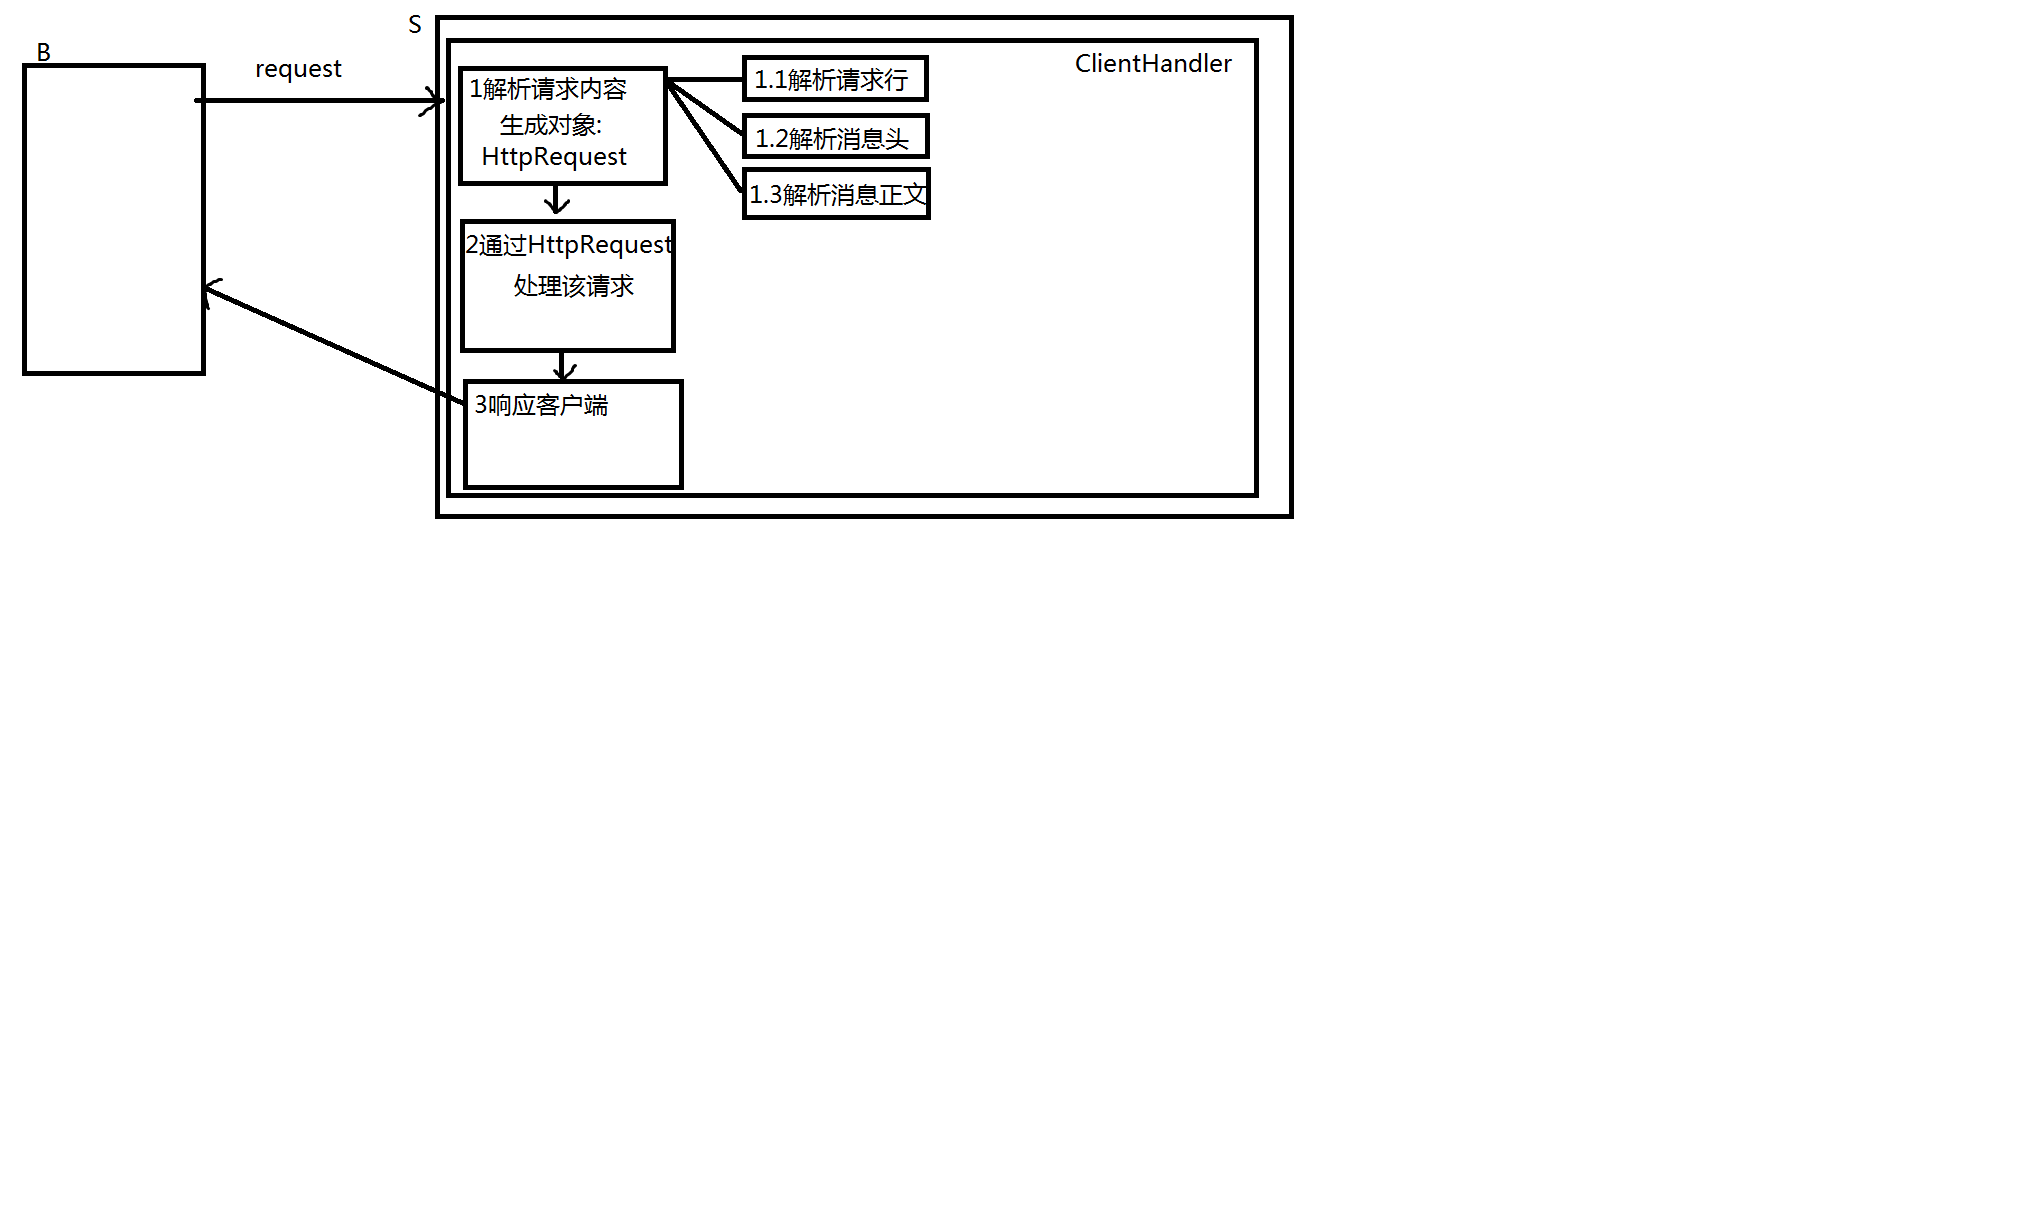 B
request
S
ClientHandler
1解析请求内容
生成对象:
HttpRequest
1.1解析请求行
1.2解析消息头
1.3解析消息正文
2通过HttpRequest
处理该请求
3响应客户端